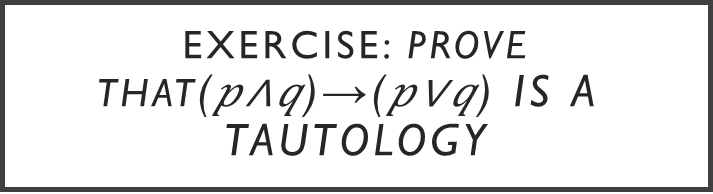 EXERCISE: PROVE
THAT(p∧q)→(p∨q) IS A
TAUTOLOGY